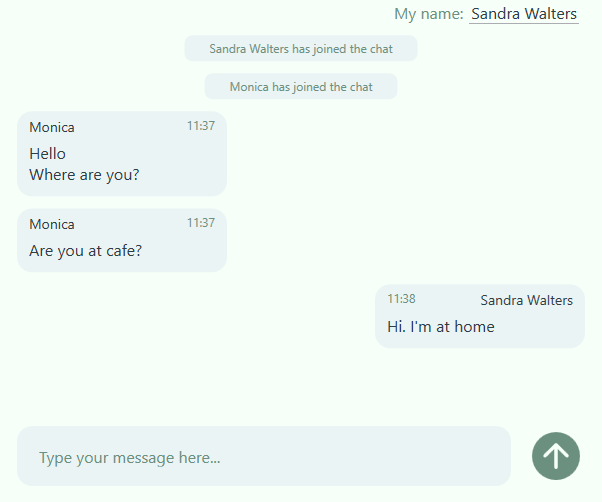 My name: Sandra Walters
Sandra Walters has joined the chat
Monica has joined the chat
Monica 11:37
Hello
Where are you?
Monica 11:37
Are you at cafe?
11:38 Sandra Walters
Hi. I'm at home
Type your message here...